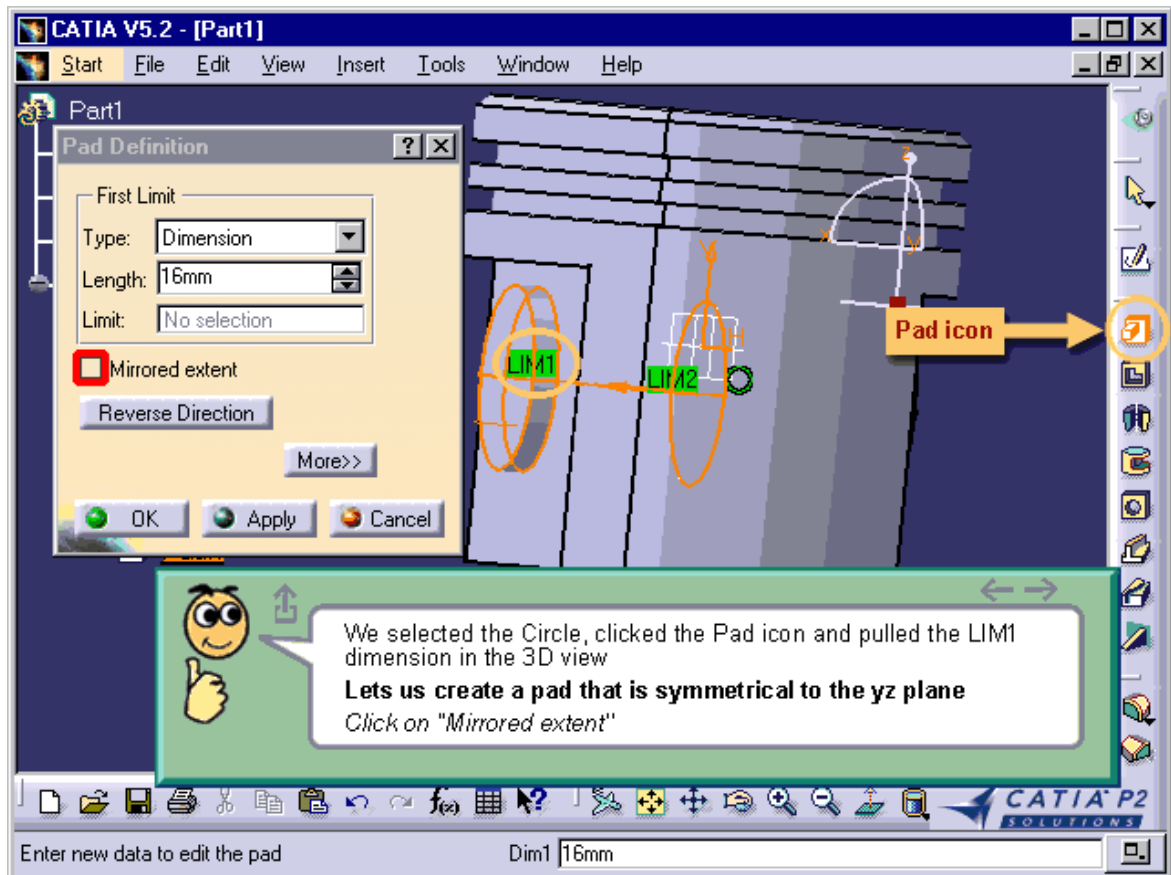 CATIA V5.2 - [Part1]
Start File Edit View Insert Tools Window Help
Part1
Pad Definition
First Limit
Type: Dimension
Length: 16mm
Limit: No selection
Mirrored extent
Reverse Direction
More>>
OK Apply Cancel
z
x
y
V
H
LIM1
LIM2
Pad icon
We selected the Circle, clicked the Pad icon and pulled the LIM1
dimension in the 3D view
Lets us create a pad that is symmetrical to the yz plane
Click on "Mirrored extent"
f(x)
CATIA P2
SOLUTIONS
Enter new data to edit the pad Dim1 16mm